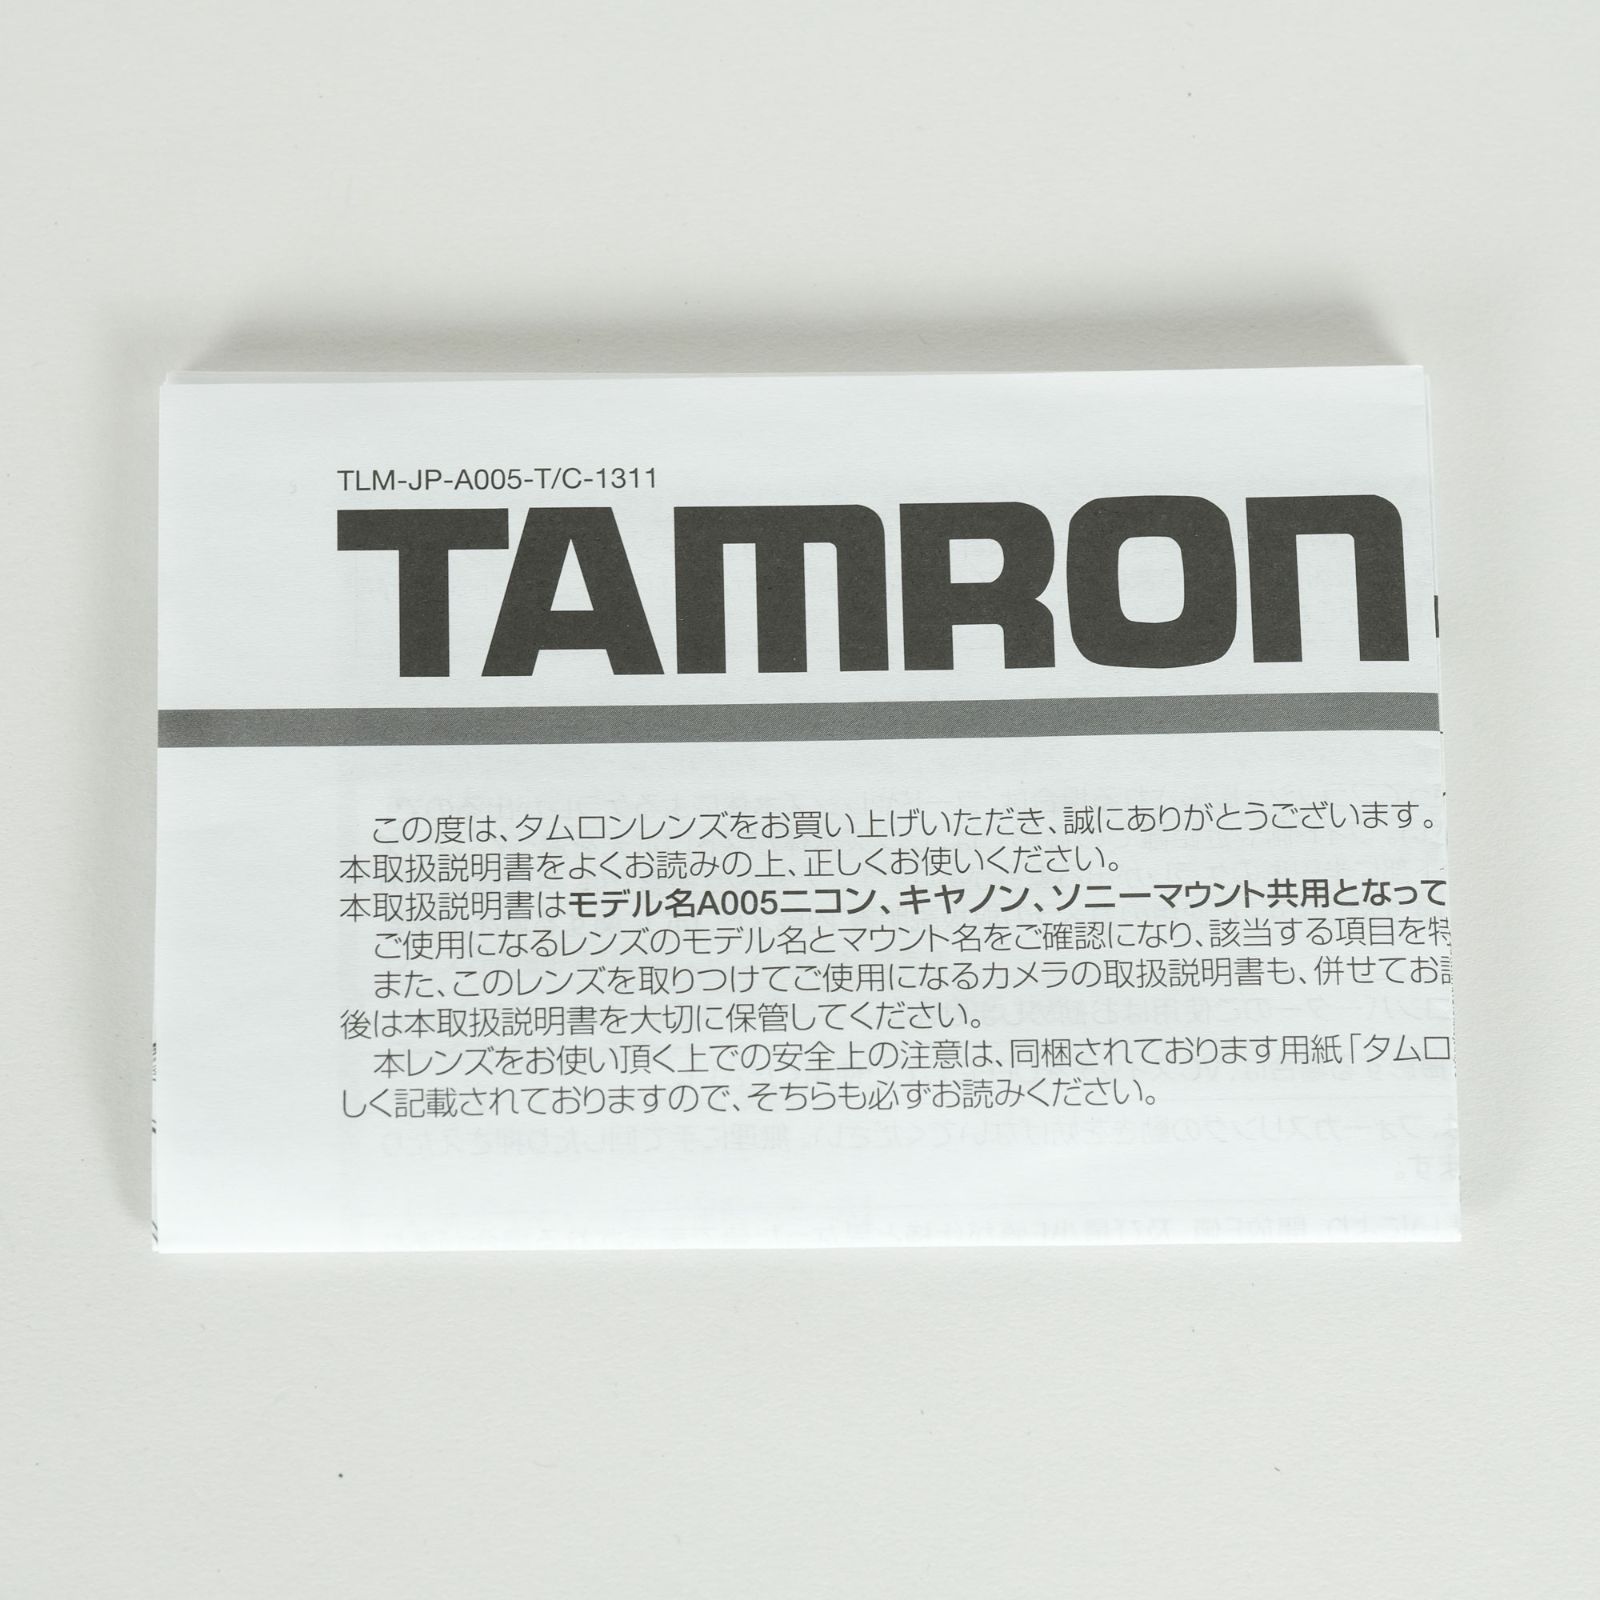 TLM-JP-A005-T/C-1311
TAMRON
この度は、タムロンレンズをお買い上げいただき、誠にありがとうございます。
本取扱説明書をよくお読みの上、正しくお使いください。
本取扱説明書はモデル名A005ニコン、キヤノン、ソニーマウント共用となって
ご使用になるレンズのモデル名とマウント名をご確認になり、該当する項目を特
また、このレンズを取りつけてご使用になるカメラの取扱説明書も、併せてお
後は本取扱説明書を大切に保管してください。
本レンズをお使い頂く上での安全上の注意は、同梱されております用紙「タムロ
しく記載されておりますので、そちらも必ずお読みください。